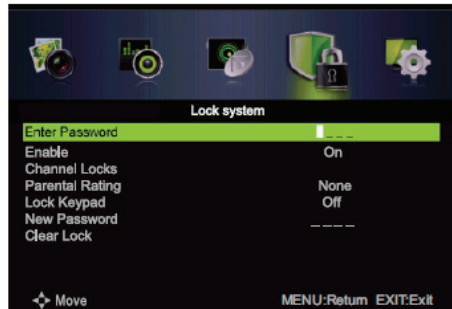 Lock system
Enter Password _ _ _
Enable On
Channel Locks
Parental Rating None
Lock Keypad Off
New Password _ _ _ _
Clear Lock
Move MENU:Return EXIT:Exit